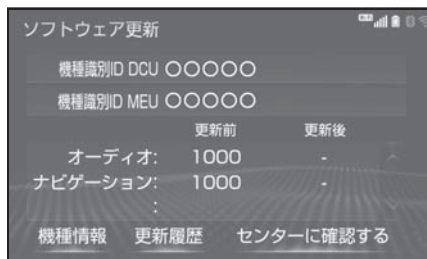 ソフトウェア更新
機種識別ID DCU 〇〇〇〇〇
機種識別ID MEU 〇〇〇〇〇
更新前 更新後
オーディオ: 1000 -
ナビゲーション: 1000 -
:
機種情報 更新履歴 センターに確認する